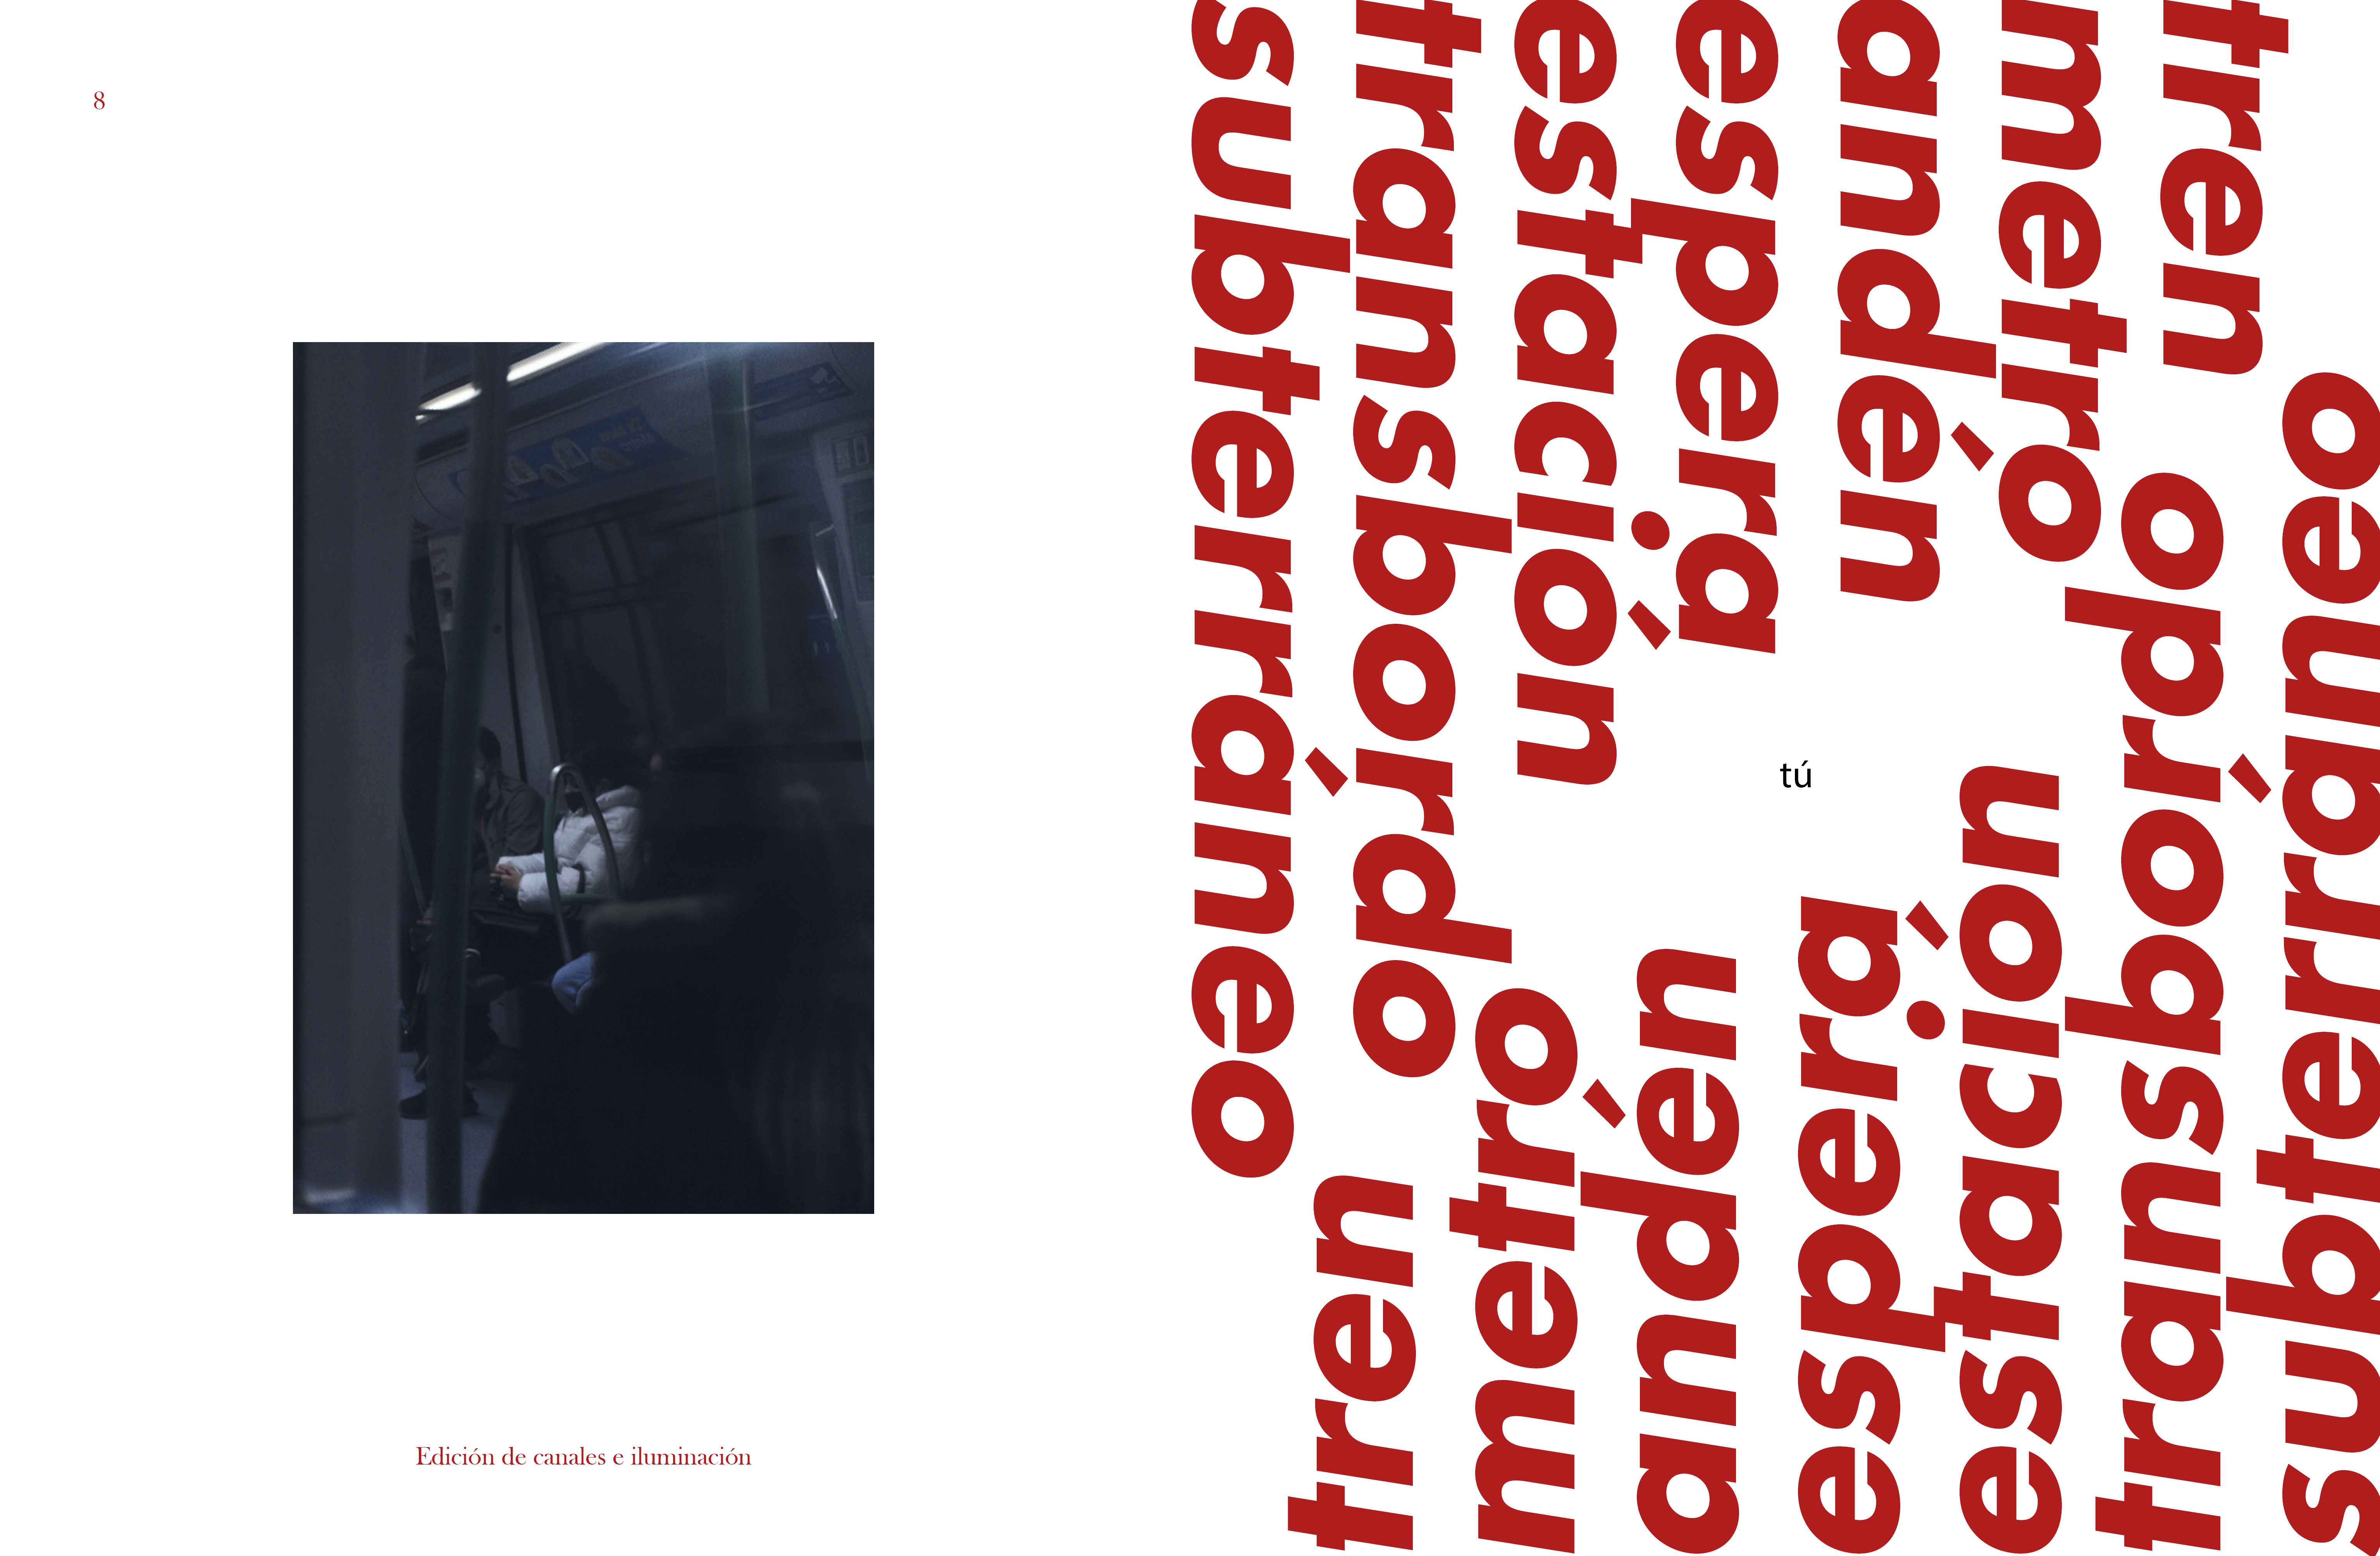 8
Edición de canales e iluminación
subterráneo
transbordo
estación
espera
andén
metro
tren
tú
tren
metro
andén
espera
estación
transbordo
subterráneo